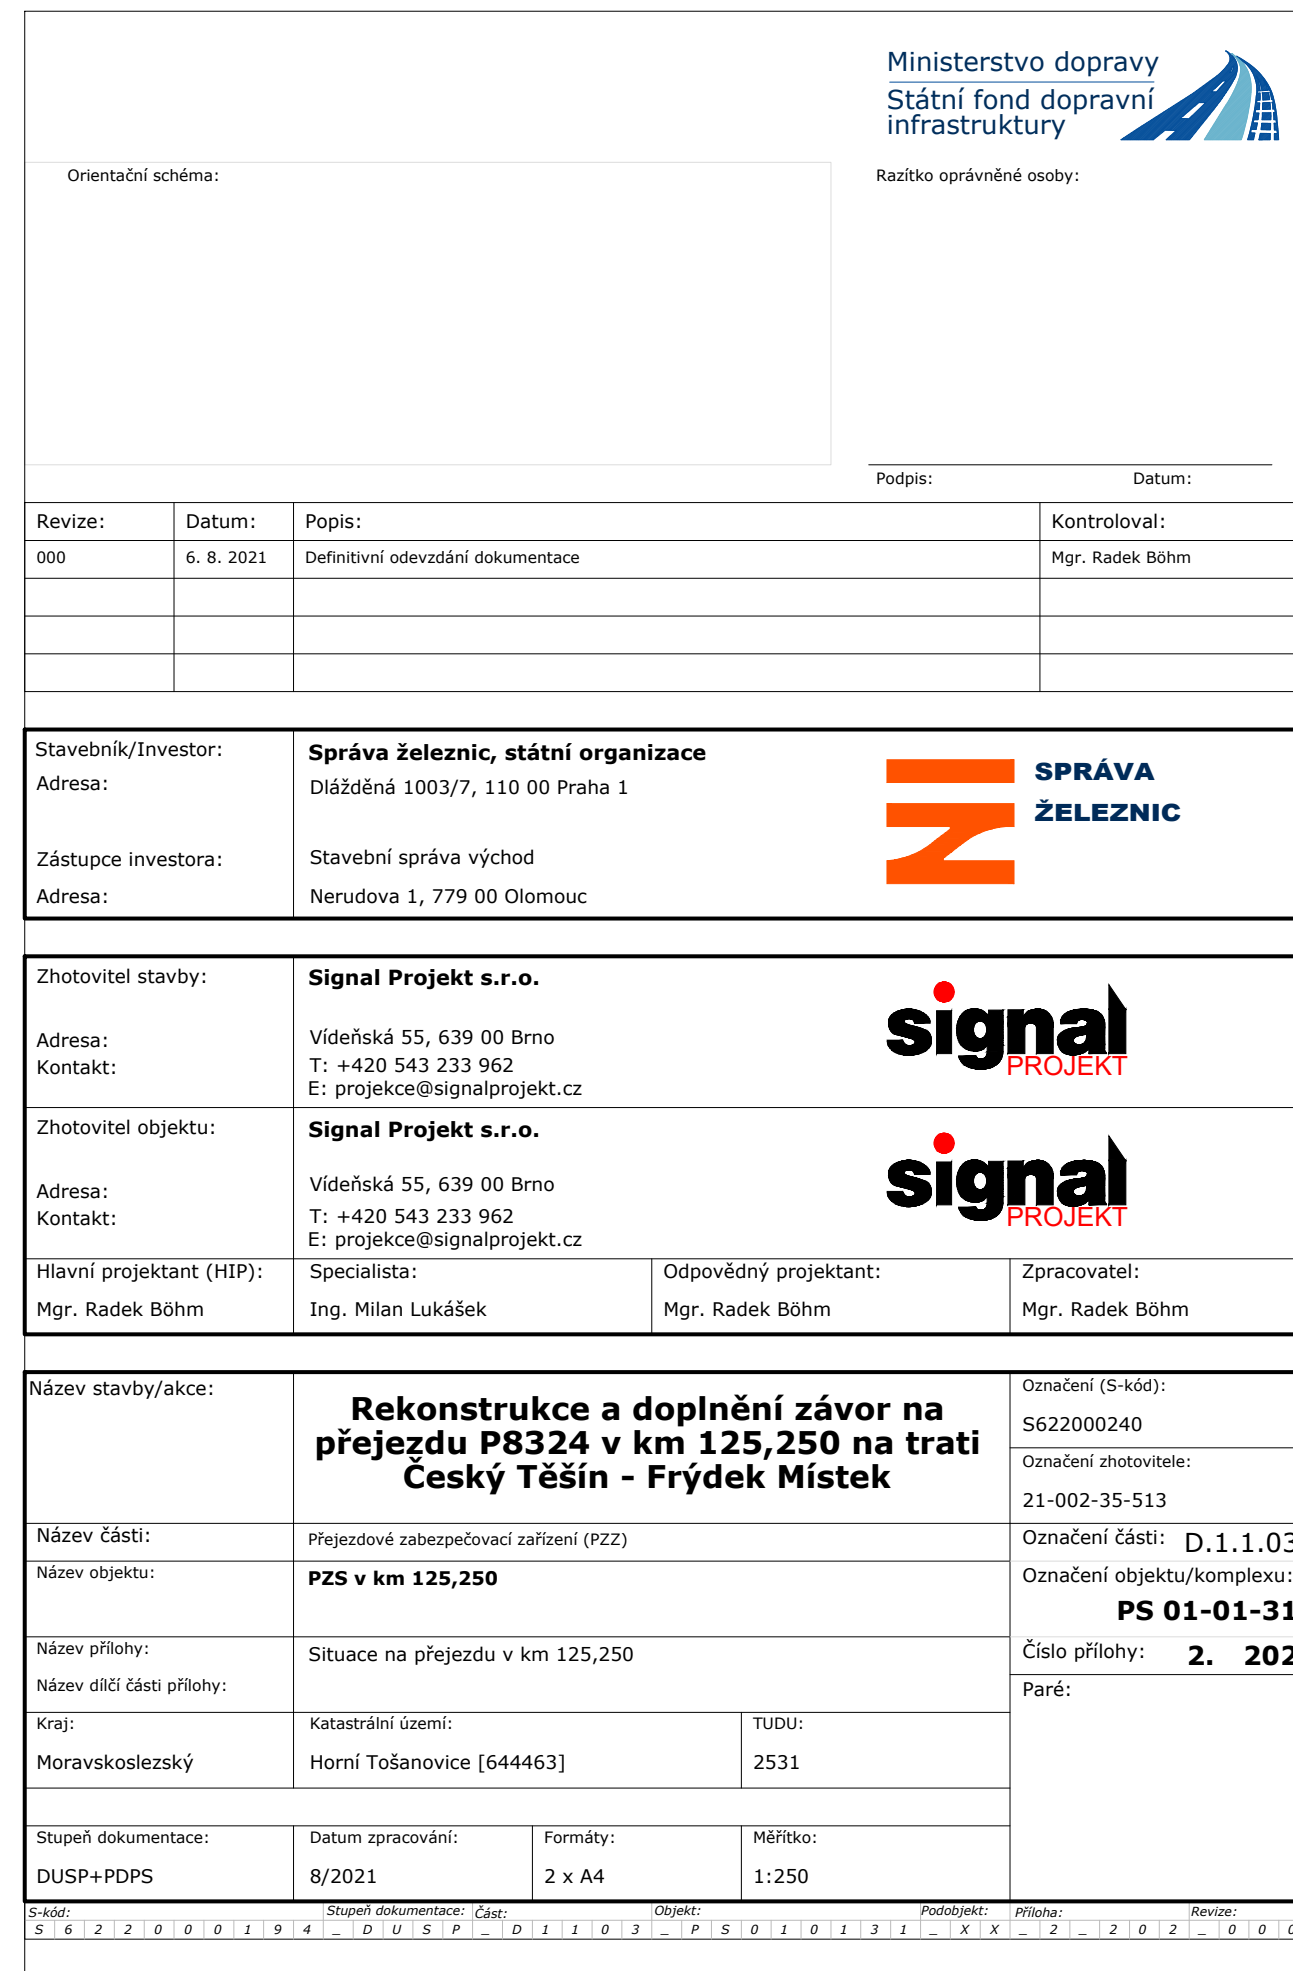 Ministerstvo dopravy
Státní fond dopravní
infrastruktury
Orientační schéma:
Razítko oprávněné osoby:
Podpis: Datum:
Revize: Datum: Popis: Kontroloval:
000 6. 8. 2021 Definitivní odevzdání dokumentace Mgr. Radek Böhm
Stavebník/Investor: Správa železnic, státní organizace
Adresa: Dlážděná 1003/7, 110 00 Praha 1
SPRÁVA
ŽELEZNIC
Zástupce investora: Stavební správa východ
Adresa: Nerudova 1, 779 00 Olomouc
Zhotovitel stavby: Signal Projekt s.r.o.
signal
PROJEKT
Adresa: Vídeňská 55, 639 00 Brno
Kontakt: T: +420 543 233 962
E: projekce@signalprojekt.cz
Zhotovitel objektu: Signal Projekt s.r.o.
signal
PROJEKT
Adresa: Vídeňská 55, 639 00 Brno
Kontakt: T: +420 543 233 962
E: projekce@signalprojekt.cz
Hlavní projektant (HIP): Specialista: Odpovědný projektant: Zpracovatel:
Mgr. Radek Böhm Ing. Milan Lukášek Mgr. Radek Böhm Mgr. Radek Böhm
Název stavby/akce:
Rekonstrukce a doplnění závor na
přejezdu P8324 v km 125,250 na trati
Český Těšín - Frýdek Místek
Označení (S-kód):
S622000240
Označení zhotovitele:
21-002-35-513
Název části: Přejezdové zabezpečovací zařízení (PZZ) Označení části: D.1.1.03
Název objektu: PZS v km 125,250 Označení objektu/komplexu:
PS 01-01-31
Název přílohy: Situace na přejezdu v km 125,250 Číslo přílohy: 2. 202
Název dílčí části přílohy: Paré:
Kraj: Katastrální území: TUDU:
Moravskoslezský Horní Tošanovice [644463] 2531
Stupeň dokumentace: Datum zpracování: Formáty: Měřítko:
DUSP+PDPS 8/2021 2 x A4 1:250
S-kód: Stupeň dokumentace: Část: Objekt: Podobjekt: Příloha: Revize:
S 6 2 2 0 0 0 1 9 4 _ D U S P _ D 1 1 0 3 _ P S 0 1 0 1 3 1 _ X X _ 2 _ 2 0 2 _ 0 0 0